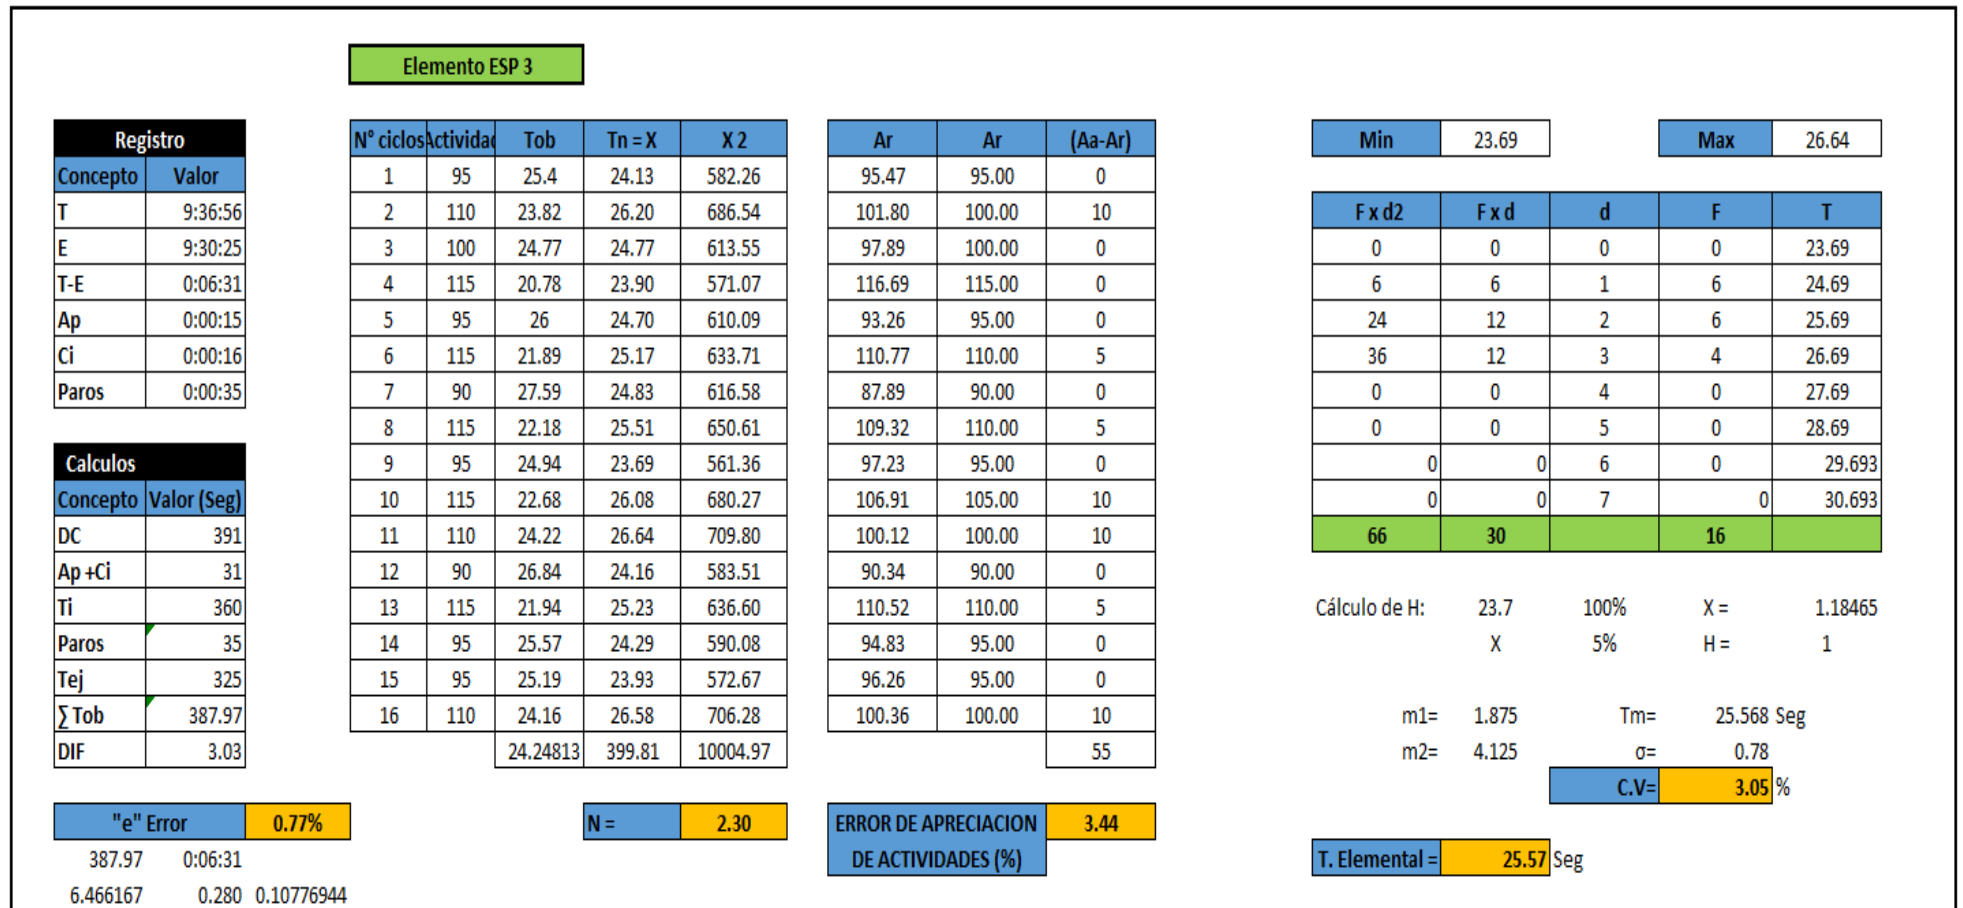 Elemento ESP 3
Registro
Concepto Valor
T 9:36:56
E 9:30:25
T-E 0:06:31
Ap 0:00:15
Ci 0:00:16
Paros 0:00:35
Calculos
Concepto Valor (Seg)
DC 391
Ap +Ci 31
Ti 360
Paros 35
Tej 325
∑ Tob 387.97
DIF 3.03
"e" Error 0.77%
387.97 0:06:31
6.466167 0.280 0.10776944
N° ciclos Actividad Tob Tn = X X 2
1 95 25.4 24.13 582.26
2 110 23.82 26.20 686.54
3 100 24.77 24.77 613.55
4 115 20.78 23.90 571.07
5 95 26 24.70 610.09
6 115 21.89 25.17 633.71
7 90 27.59 24.83 616.58
8 115 22.18 25.51 650.61
9 95 24.94 23.69 561.36
10 115 22.68 26.08 680.27
11 110 24.22 26.64 709.80
12 90 26.84 24.16 583.51
13 115 21.94 25.23 636.60
14 95 25.57 24.29 590.08
15 95 25.19 23.93 572.67
16 110 24.16 26.58 706.28
24.24813 399.81 10004.97
N = 2.30
Ar Ar (Aa-Ar)
95.47 95.00 0
101.80 100.00 10
97.89 100.00 0
116.69 115.00 0
93.26 95.00 0
110.77 110.00 5
87.89 90.00 0
109.32 110.00 5
97.23 95.00 0
106.91 105.00 10
100.12 100.00 10
90.34 90.00 0
110.52 110.00 5
94.83 95.00 0
96.26 95.00 0
100.36 100.00 10
55
ERROR DE APRECIACION 3.44
DE ACTIVIDADES (%)
Min 23.69 Max 26.64
F x d2 F x d d F T
0 0 0 0 23.69
6 6 1 6 24.69
24 12 2 6 25.69
36 12 3 4 26.69
0 0 4 0 27.69
0 0 5 0 28.69
0 0 6 0 29.693
0 0 7 0 30.693
66 30 16
Cálculo de H: 23.7 100% X = 1.18465
X 5% H = 1
m1= 1.875 Tm= 25.568 Seg
m2= 4.125 σ= 0.78
C.V= 3.05 %
T. Elemental = 25.57 Seg